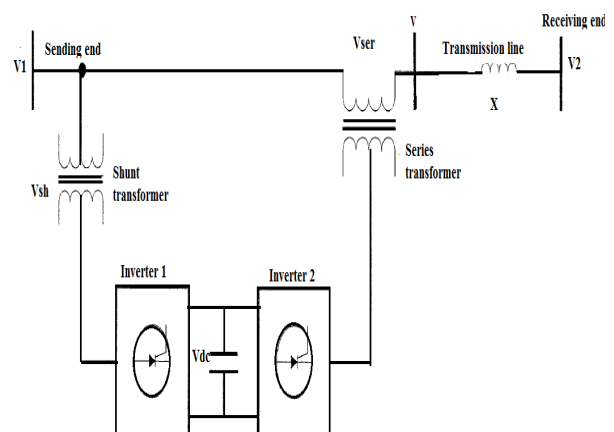 V
Receiving end
Sending end
Vser
Transmission line
V1
V2
X
Series
transformer
Shunt
transformer
Vsh
Inverter 1
Inverter 2
Vdc